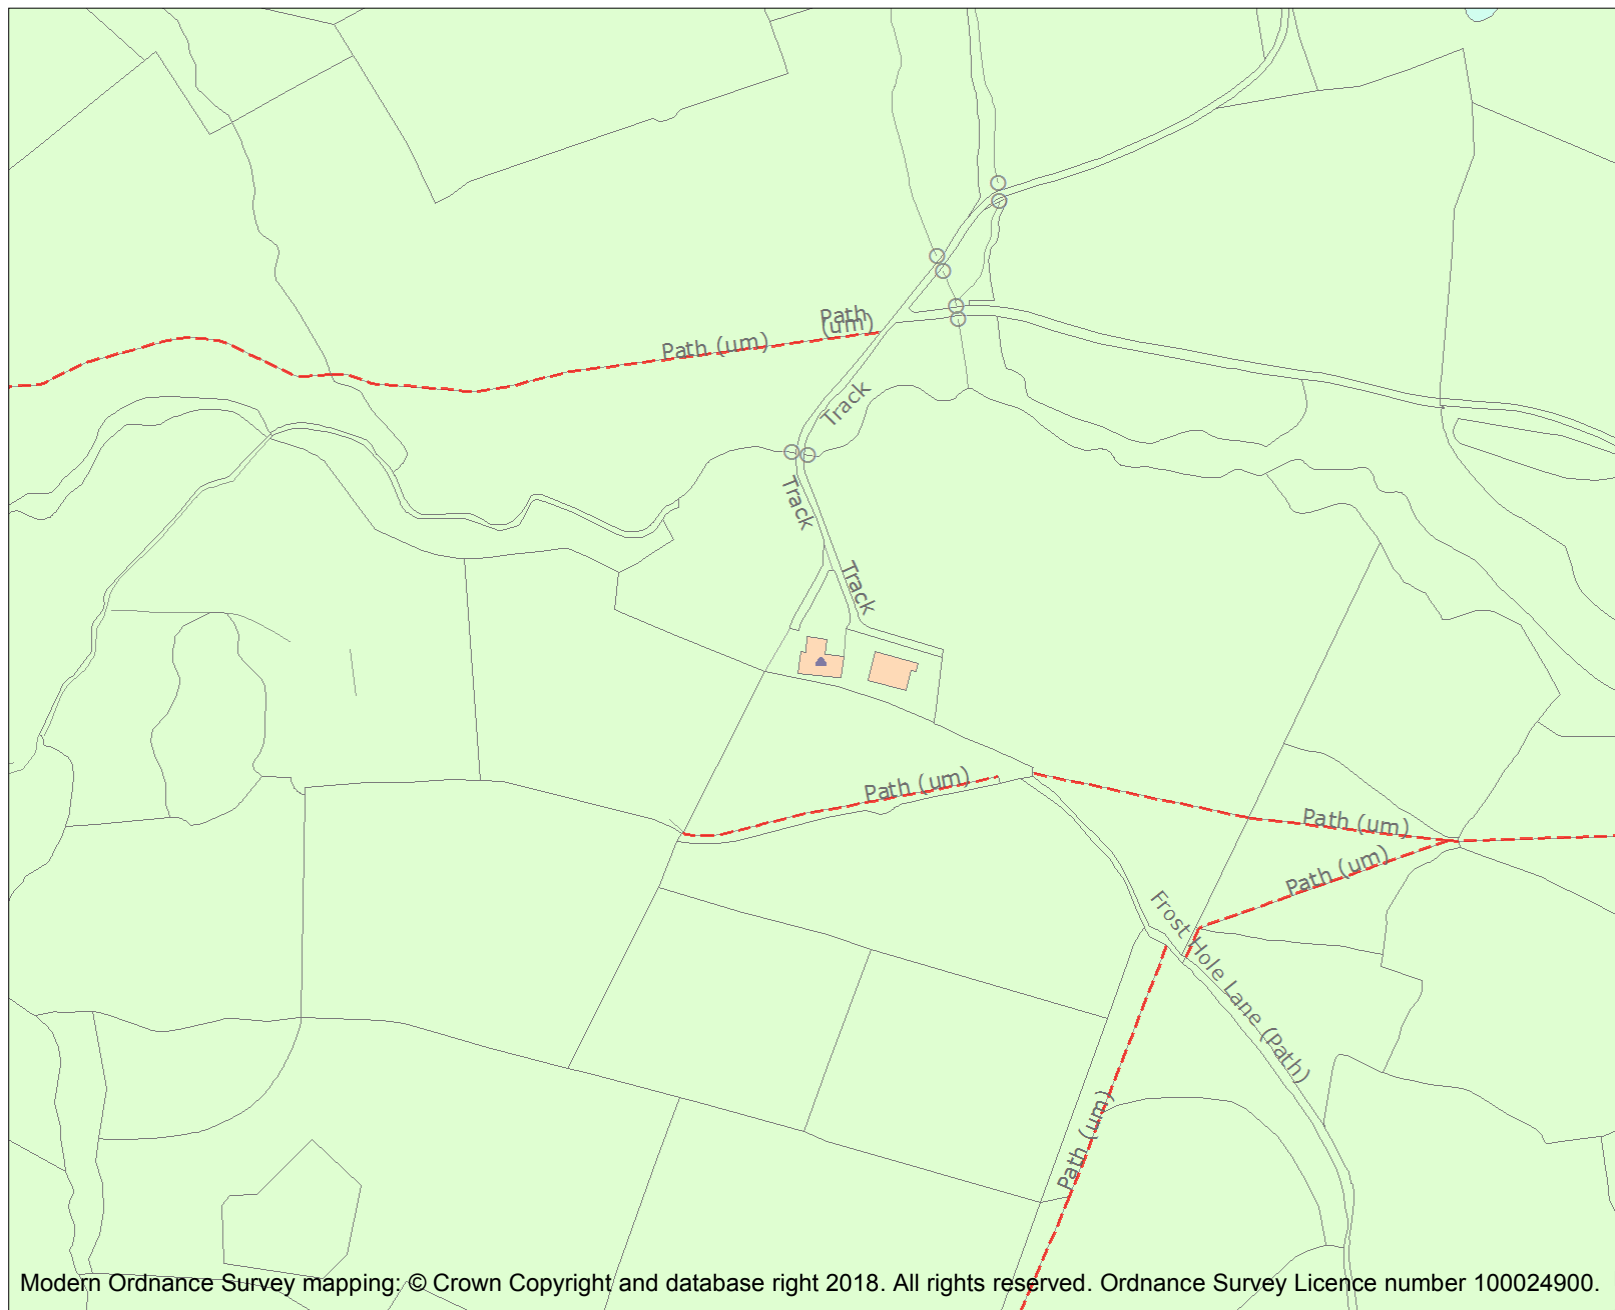 Path
(um)
Path (um)
Track
Track
Track
Path (um)
Path (um)
Path (um)
Frost Hole Lane (Path)
Path (um)
Modern Ordnance Survey mapping: © Crown Copyright and database right 2018. All rights reserved. Ordnance Survey Licence number 100024900.